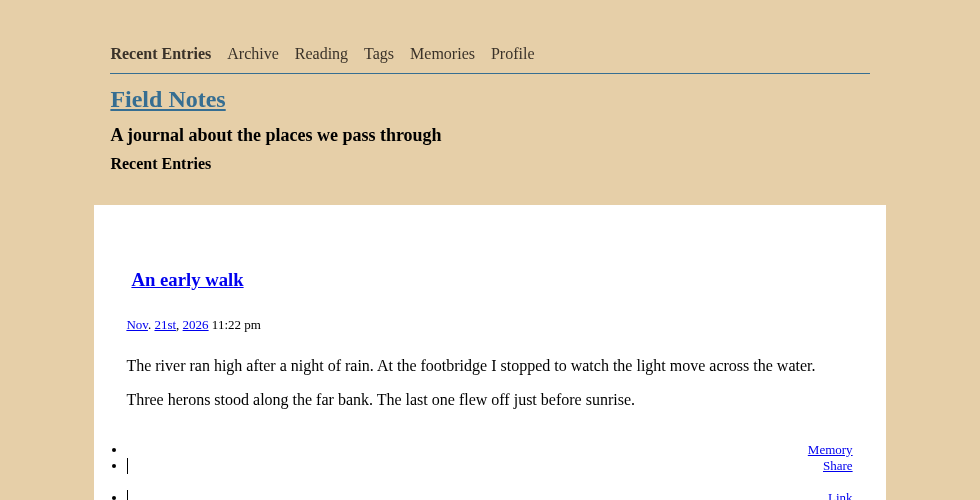 Recent Entries Archive Reading Tags Memories Profile
Field Notes
A journal about the places we pass through
Recent Entries
An early walk
Nov. 21st, 2026 11:22 pm
The river ran high after a night of rain. At the footbridge I stopped to watch the light move across the water.
Three herons stood along the far bank. The last one flew off just before sunrise.
Memory
Share
Link